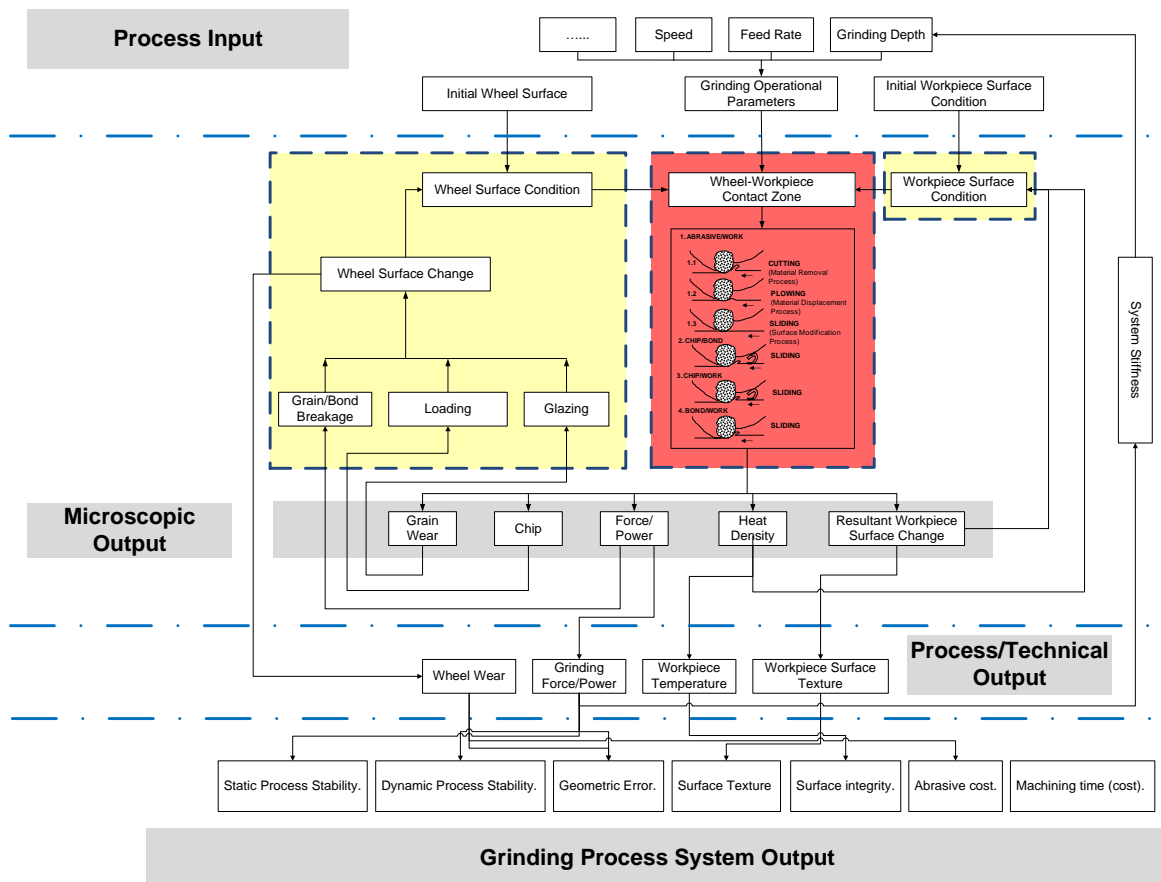 Process Input
…...
Speed
Feed Rate
Grinding Depth
Initial Wheel Surface
Grinding Operational
Parameters
Initial Workpiece Surface
Condition
Wheel Surface Condition
Wheel-Workpiece
Contact Zone
Workpiece Surface
Condition
1. ABRASIVE/WORK
1.1
CUTTING
(Material Removal
Process)
1.2
PLOWING
(Material Displacement
Process)
1.3
SLIDING
(Surface Modification
Process)
2. CHIP/BOND
SLIDING
3. CHIP/WORK
SLIDING
4. BOND/WORK
SLIDING
Wheel Surface Change
System Stiffness
Grain/Bond
Breakage
Loading
Glazing
Microscopic
Output
Grain
Wear
Chip
Force/
Power
Heat
Density
Resultant Workpiece
Surface Change
Process/Technical
Output
Wheel Wear
Grinding
Force/Power
Workpiece
Temperature
Workpiece Surface
Texture
Static Process Stability.
Dynamic Process Stability.
Geometric Error.
Surface Texture
Surface integrity.
Abrasive cost.
Machining time (cost).
Grinding Process System Output